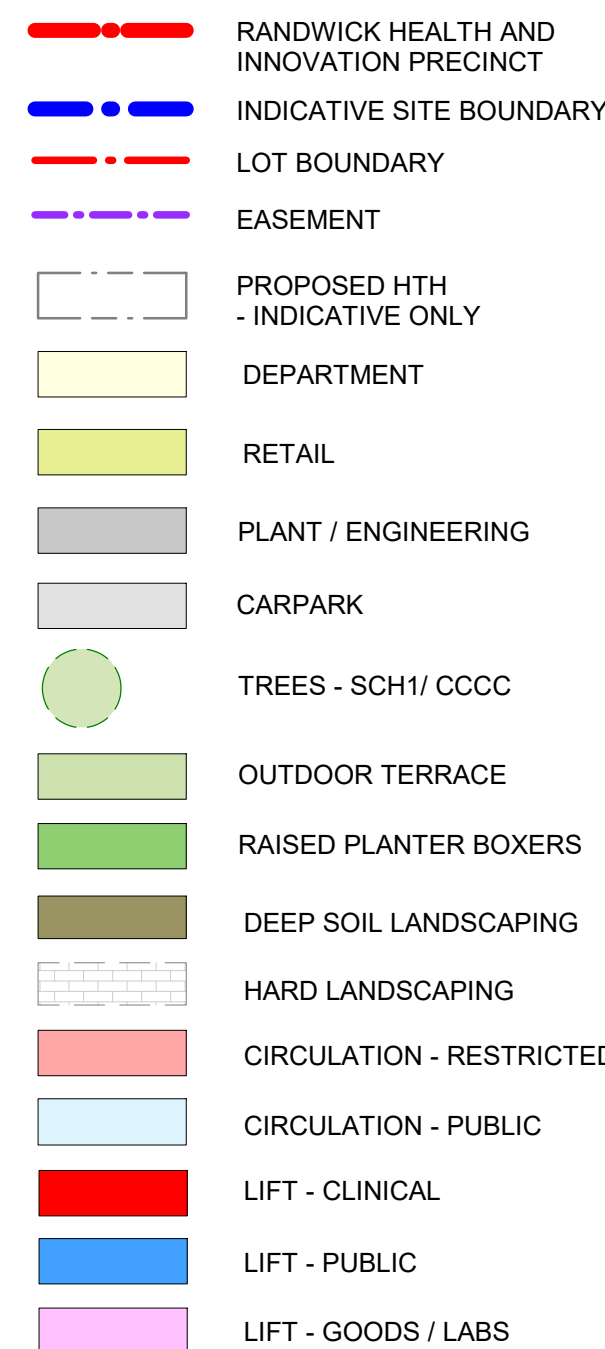 RANDWICK HEALTH AND
INNOVATION PRECINCT
INDICATIVE SITE BOUNDARY
LOT BOUNDARY
EASEMENT
PROPOSED HTH
- INDICATIVE ONLY
DEPARTMENT
RETAIL
PLANT / ENGINEERING
CARPARK
TREES - SCH1/ CCCC
OUTDOOR TERRACE
RAISED PLANTER BOXERS
DEEP SOIL LANDSCAPING
HARD LANDSCAPING
CIRCULATION - RESTRICTED
CIRCULATION - PUBLIC
LIFT - CLINICAL
LIFT - PUBLIC
LIFT - GOODS / LABS